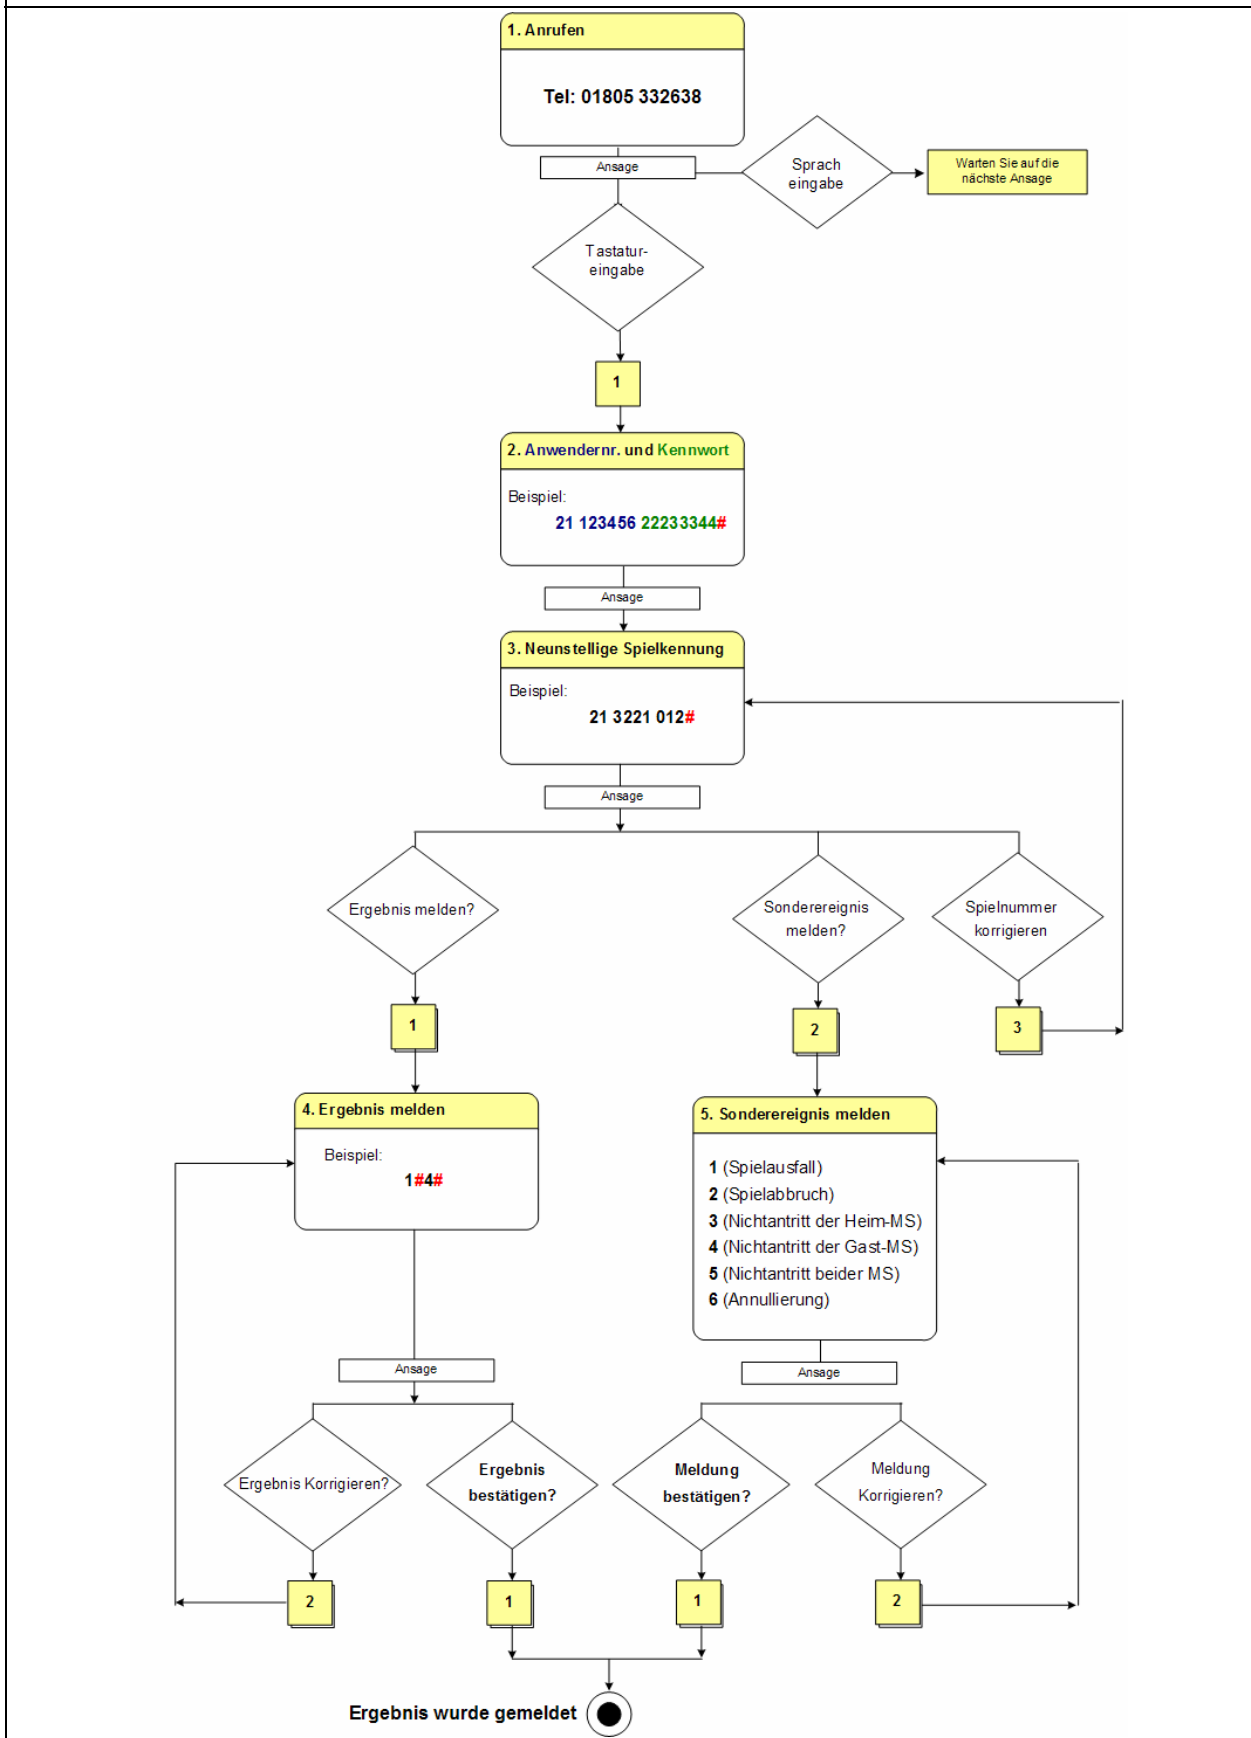 1. Anrufen
Tel: 01805 332638
Ansage
Sprach
eingabe
Warten Sie auf die
nächste Ansage
Tastatur-
eingabe
1
2. Anwendernr. und Kennwort
Beispiel:
21 123456 22233344#
Ansage
3. Neunstellige Spielkennung
Beispiel:
21 3221 012#
Ansage
Ergebnis melden?
Sonderereignis
melden?
Spielnummer
korrigieren
1
2
3
4. Ergebnis melden
Beispiel:
1#4#
5. Sonderereignis melden
1 (Spielausfall)
2 (Spielabbruch)
3 (Nichtantritt der Heim-MS)
4 (Nichtantritt der Gast-MS)
5 (Nichtantritt beider MS)
6 (Annullierung)
Ansage
Ansage
Ergebnis Korrigieren?
Ergebnis
bestätigen?
Meldung
bestätigen?
Meldung
Korrigieren?
2
1
1
2
Ergebnis wurde gemeldet